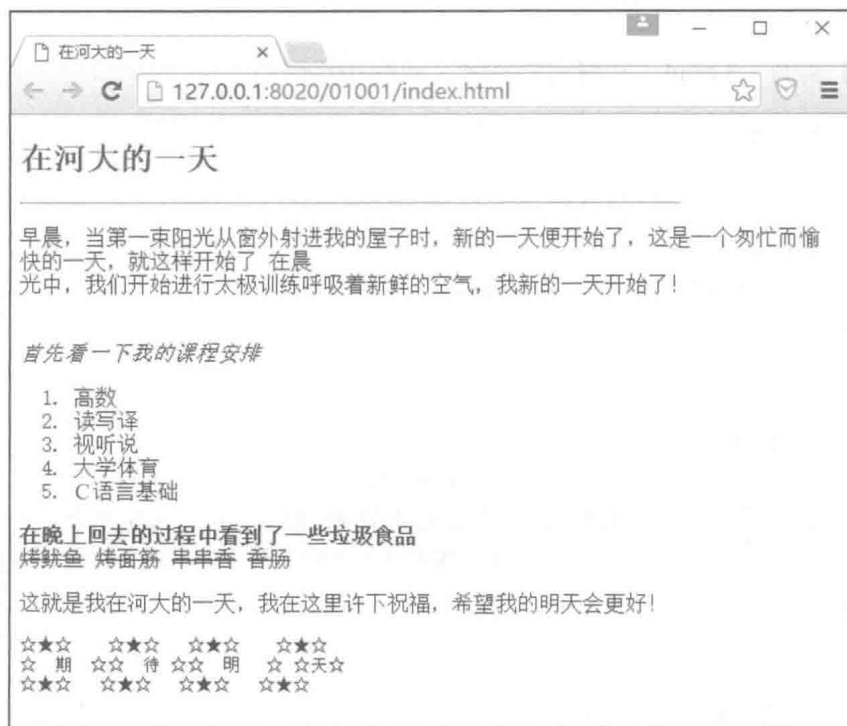 在河大的一天
127.0.0.1:8020/01001/index.html
在河大的一天
早晨，当第一束阳光从窗外射进我的屋子时，新的一天便开始了，这是一个匆忙而愉
快的一天，就这样开始了 在晨
光中，我们开始进行太极训练呼吸着新鲜的空气，我新的一天开始了！
首先看一下我的课程安排
1. 高数
2. 读写译
3. 视听说
4. 大学体育
5. C语言基础
在晚上回去的过程中看到了一些垃圾食品
烤鱿鱼 烤面筋 串串香 香肠
这就是我在河大的一天，我在这里许下祝福，希望我的明天会更好！
☆★☆ ☆★☆ ☆★☆ ☆★☆
☆ 期 ☆☆ 待 ☆☆ 明 ☆ ☆天☆
☆★☆ ☆★☆ ☆★☆ ☆★☆